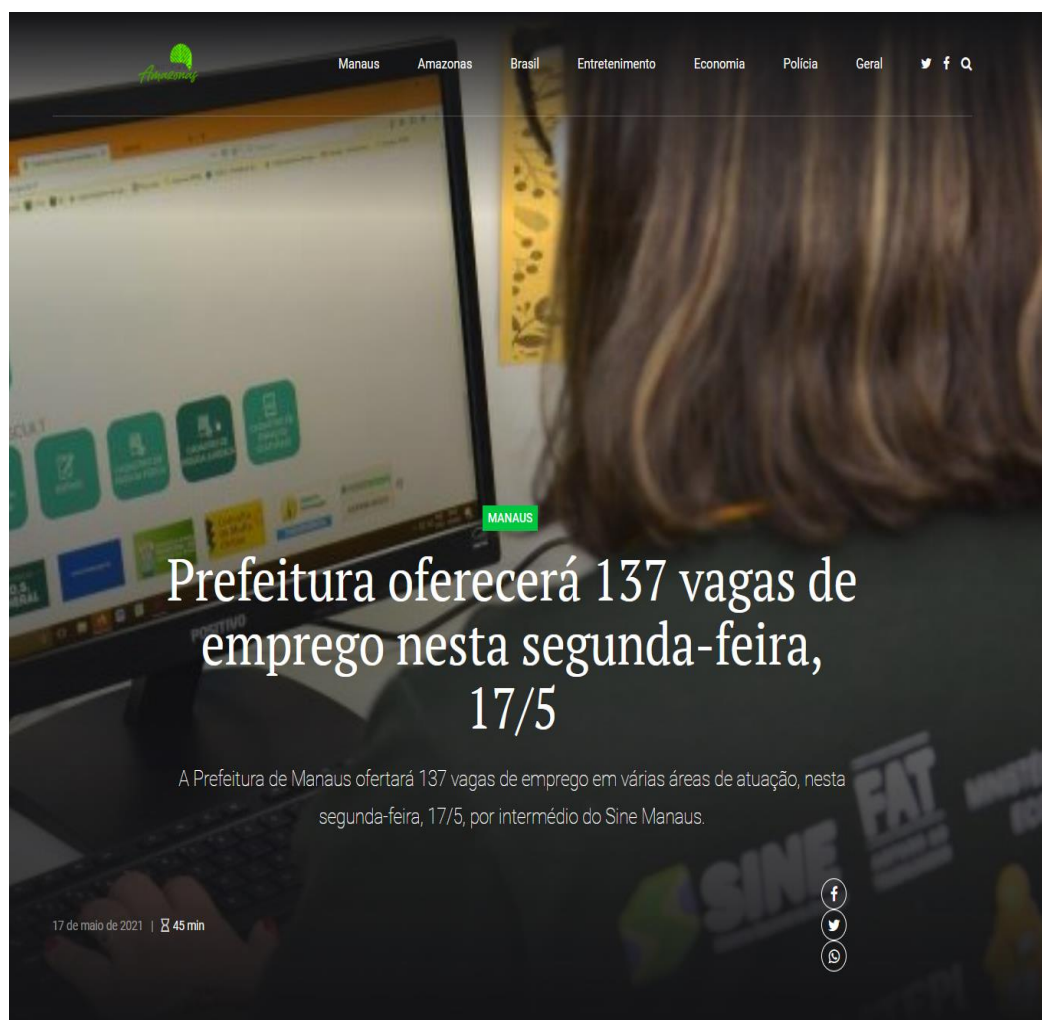 Amazonas
Manaus Amazonas Brasil Entretenimento Economia Polícia Geral
MANAUS
Prefeitura oferecerá 137 vagas de
emprego nesta segunda-feira,
17/5
POSITIVO
A Prefeitura de Manaus ofertará 137 vagas de emprego em várias áreas de atuação, nesta
segunda-feira, 17/5, por intermédio do Sine Manaus.
FAT
SINE
17 de maio de 2021 | 45 min